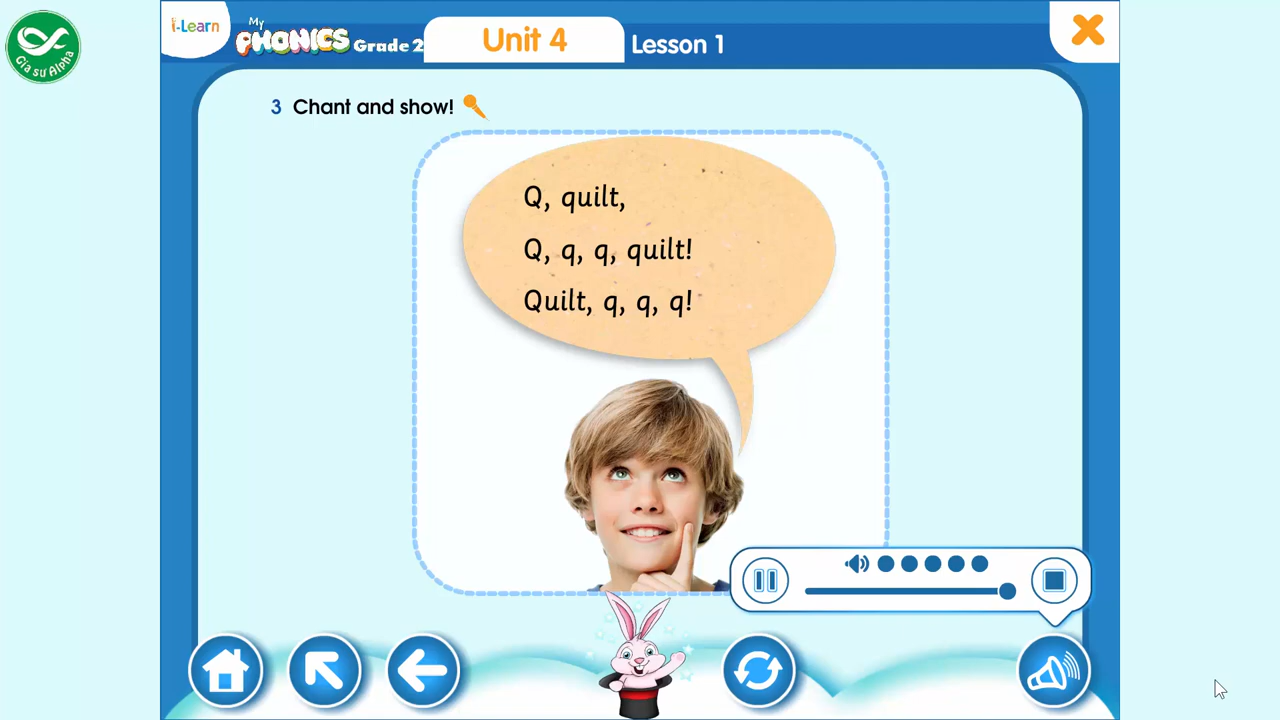 Gia sư Alpha
i-Learn
My
PHONICS Grade 2
Unit 4
Lesson 1
3 Chant and show!
Q, quilt,
Q, q, q, quilt!
Quilt, q, q, q!